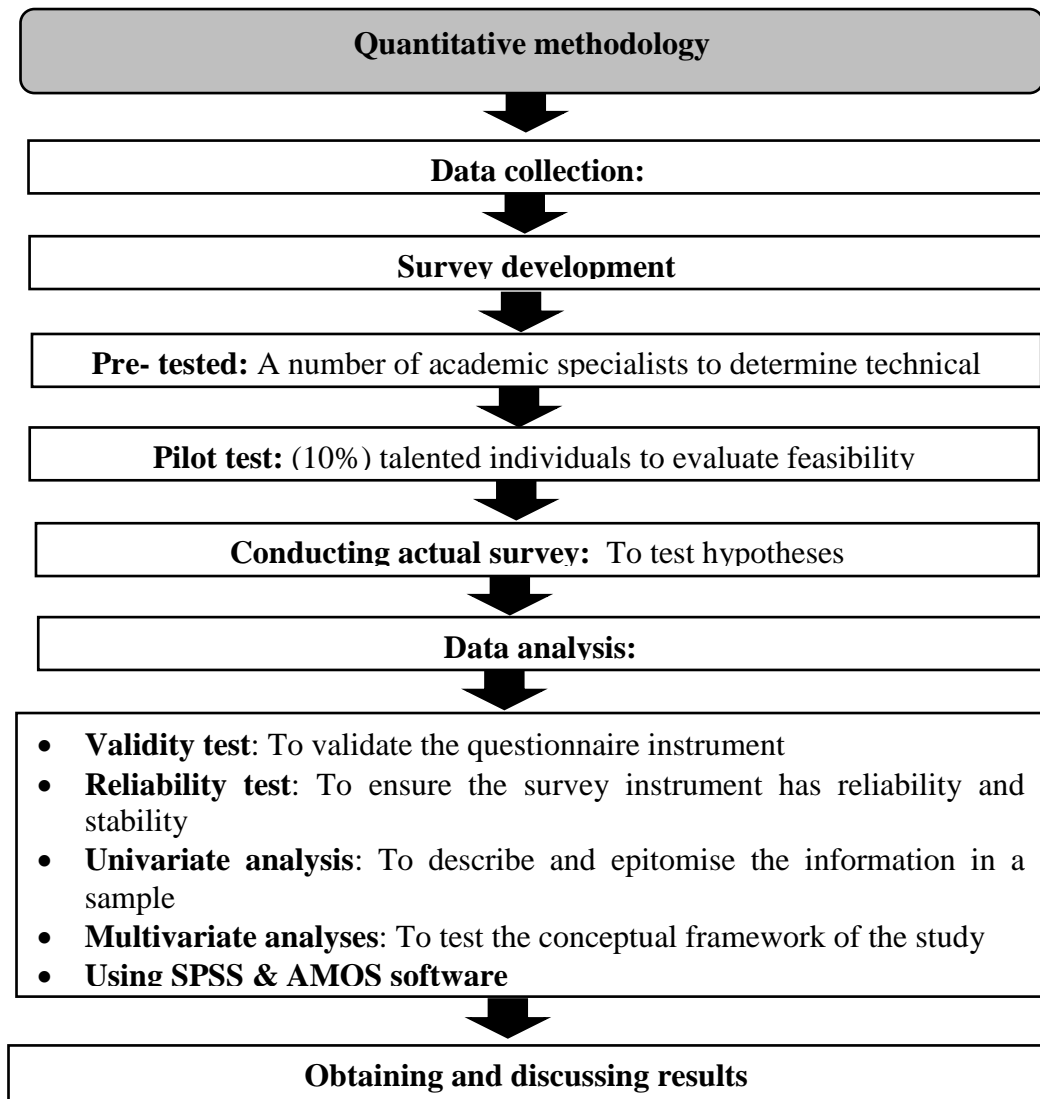 Quantitative methodology
Data collection:
Survey development
Pre- tested: A number of academic specialists to determine technical
Pilot test: (10%) talented individuals to evaluate feasibility
Conducting actual survey: To test hypotheses
Data analysis:
• Validity test: To validate the questionnaire instrument
• Reliability test: To ensure the survey instrument has reliability and
stability
• Univariate analysis: To describe and epitomise the information in a
sample
• Multivariate analyses: To test the conceptual framework of the study
• Using SPSS & AMOS software
Obtaining and discussing results